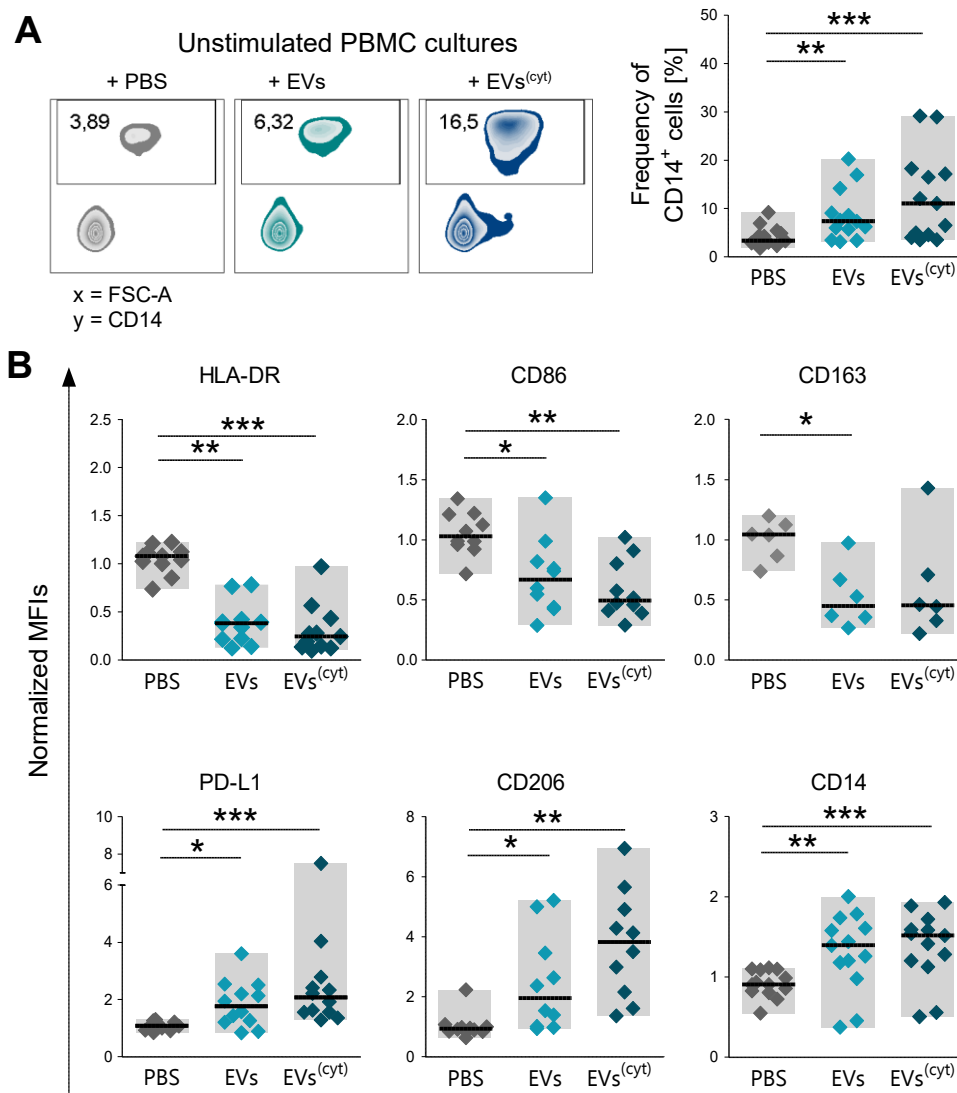 A
Unstimulated PBMC cultures
+ PBS
+ EVs
+ EVs(cyt)
3,89
6,32
16,5
x = FSC-A
y = CD14
Frequency of
CD14+ cells [%]
50
40
30
20
10
0
**
***
PBS
EVs
EVs(cyt)
B
Normalized MFIs
HLA-DR
2.5
2.0
1.5
1.0
0.5
0.0
***
**
PBS
EVs
EVs(cyt)
CD86
2.0
1.5
1.0
0.5
0.0
**
*
PBS
EVs
EVs(cyt)
CD163
2.0
1.5
1.0
0.5
0.0
*
PBS
EVs
EVs(cyt)
PD-L1
10
8
6
4
2
0
***
*
PBS
EVs
EVs(cyt)
CD206
8
6
4
2
0
**
*
PBS
EVs
EVs(cyt)
CD14
3
2
1
0
***
**
PBS
EVs
EVs(cyt)